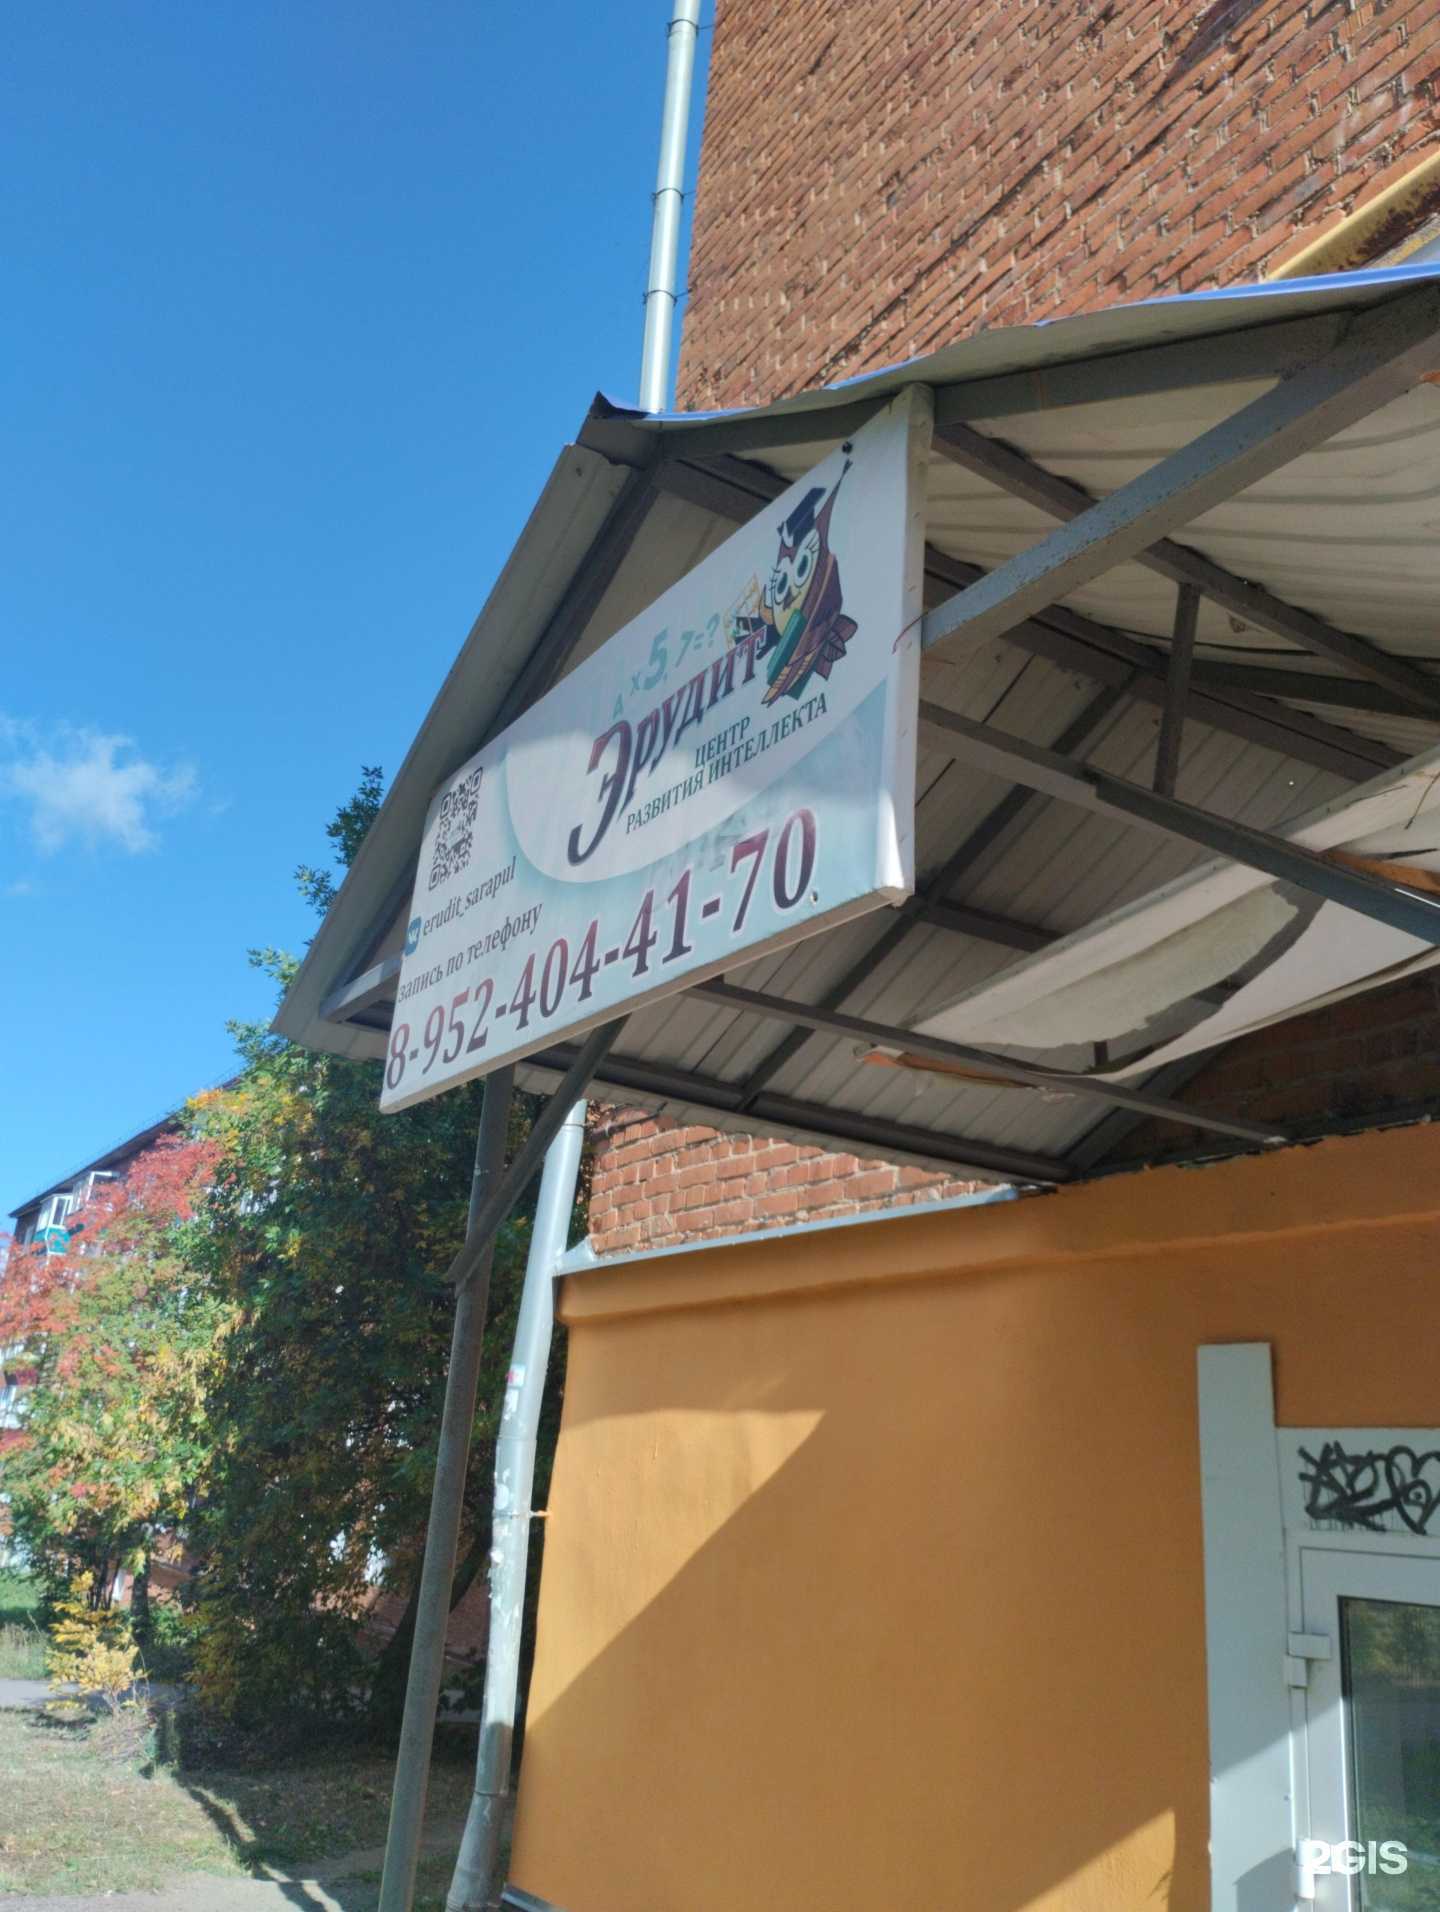 А x 5, 7=?
Эрудит
ЦЕНТР
РАЗВИТИЯ ИНТЕЛЛЕКТА
erudit_sarapul
запись по телефону
8-952-404-41-70
2GIS